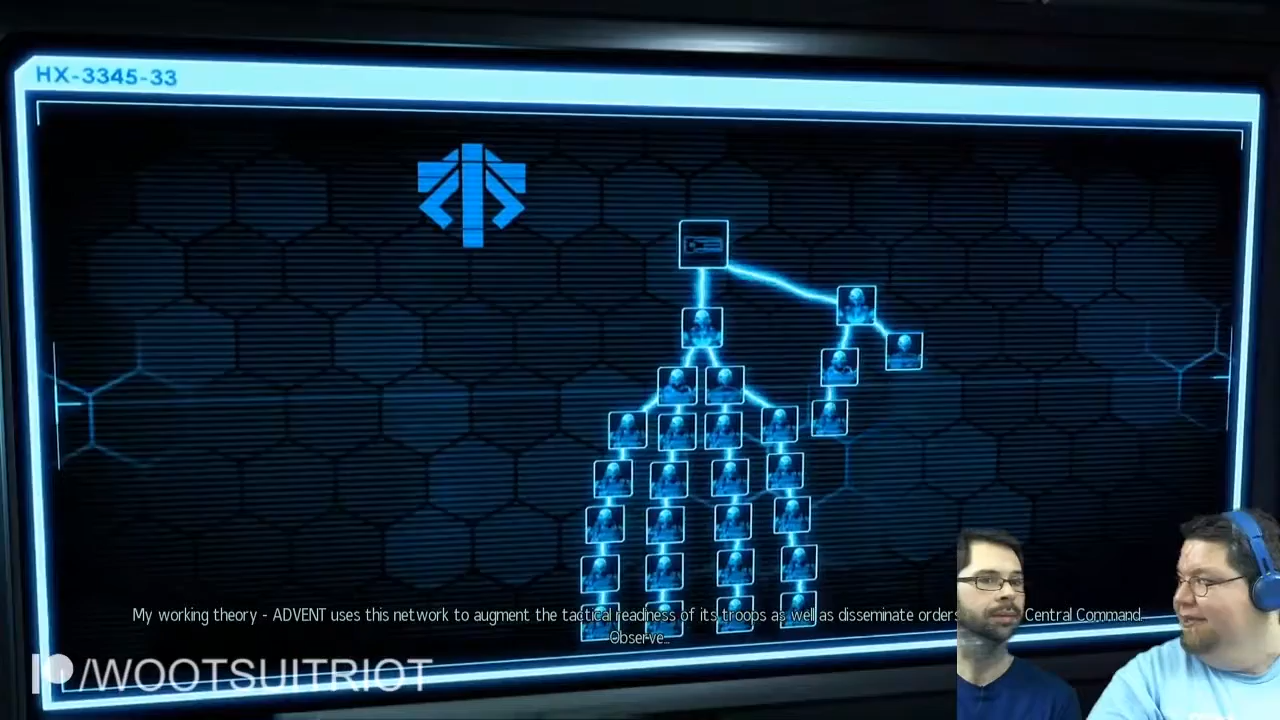 HX-3345-33
My working theory - ADVENT uses this network to augment the tactical readiness of its troops as well as disseminate orders Central Command.
Observe...
/WOOTSUITRIOT